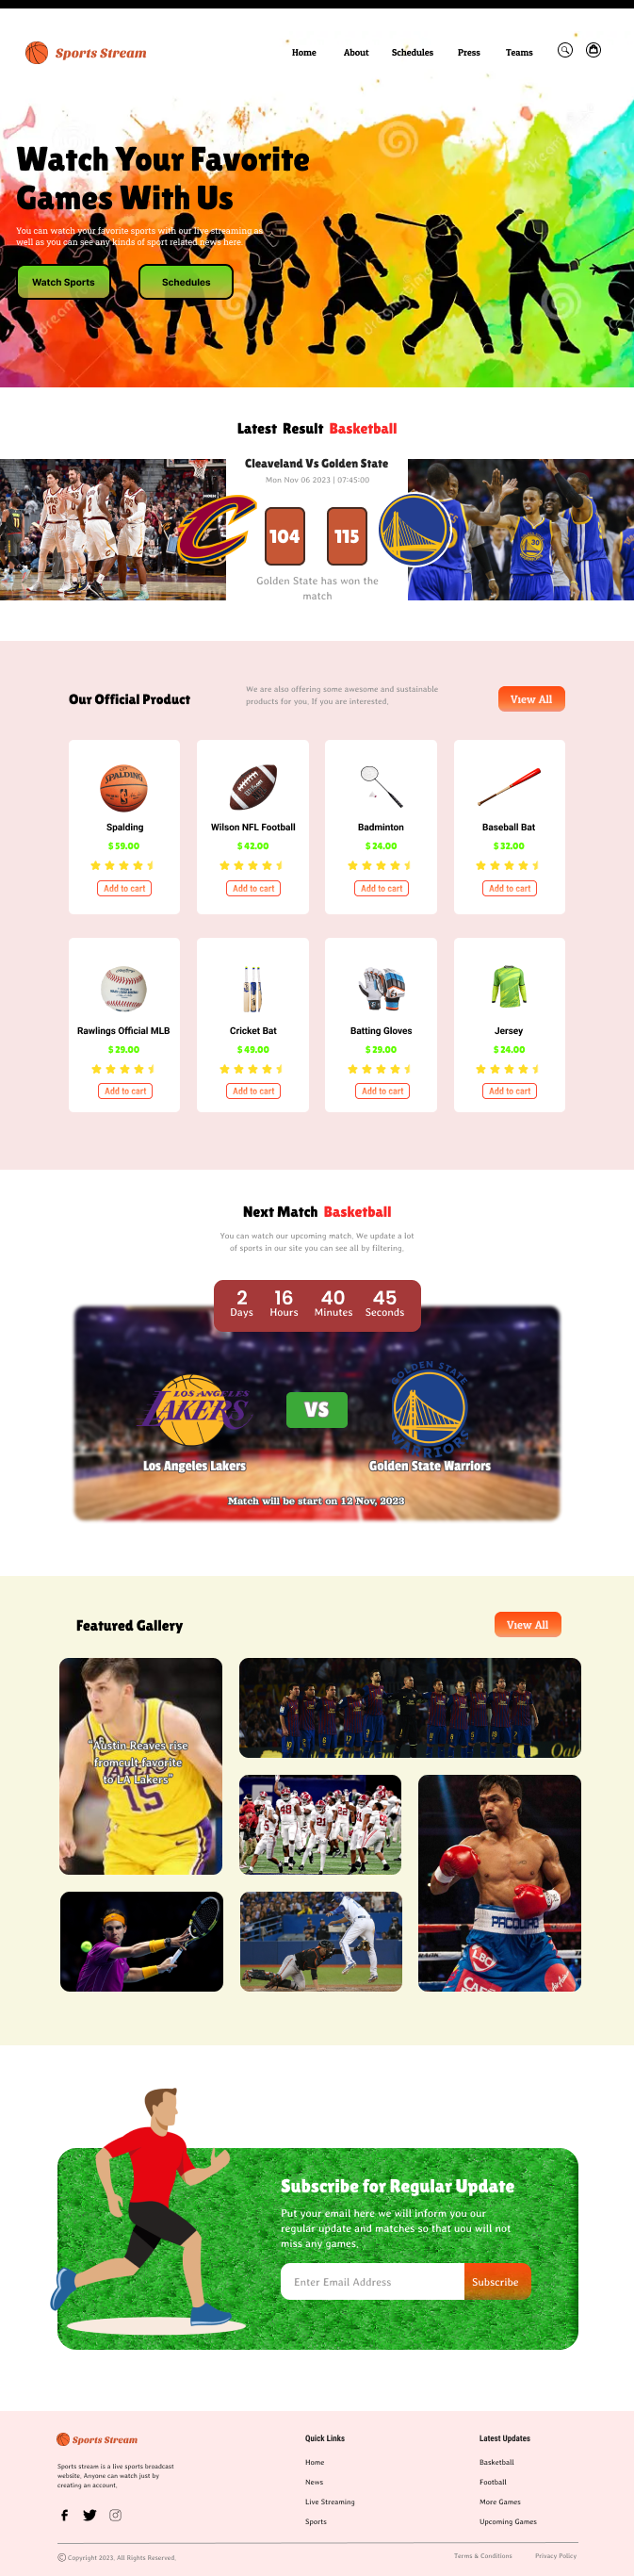 Sports Stream
Home About Schedules Press Teams
Watch Your Favorite
Games With Us
You can watch your favorite sports with our live streaming as
well as you can see any kinds of sport related news here.
Watch Sports Schedules
Latest Result Basketball
Cleaveland Vs Golden State
Mon Nov 06 2023 | 07:45:00
104 115
Golden State has won the
match
Our Official Product
We are also offering some awesome and sustainable
products for you. If you are interested.
View All
SPALDING
Spalding Wilson NFL Football Badminton Baseball Bat
$ 59.00 $ 42.00 $ 24.00 $ 32.00
Add to cart Add to cart Add to cart Add to cart
Rawlings Official MLB Cricket Bat Batting Gloves Jersey
$ 29.00 $ 49.00 $ 29.00 $ 24.00
Add to cart Add to cart Add to cart Add to cart
Next Match Basketball
You can watch our upcoming match. We update a lot
of sports in our site you can see all by filtering.
2 16 40 45
Days Hours Minutes Seconds
LOS ANGELES
LAKERS
GOLDEN STATE
WARRIORS
VS
Los Angeles Lakers Golden State Warriors
Match will be start on 12 Nov, 2023
Featured Gallery View All
“Austin Reaves rise
fromcult favorite
to LA Lakers”
15
PACQUIAO
Subscribe for Regular Update
Put your email here we will inform you our
regular update and matches so that uou will not
miss any games.
Enter Email Address Subscribe
Sports Stream
Sports stream is a live sports broadcast
website. Anyone can watch just by
creating an account.
Quick Links
Home
News
Live Streaming
Sports
Latest Updates
Basketball
Football
More Games
Upcoming Games
© Copyright 2023. All Rights Reserved.
Terms & Conditions Privacy Policy